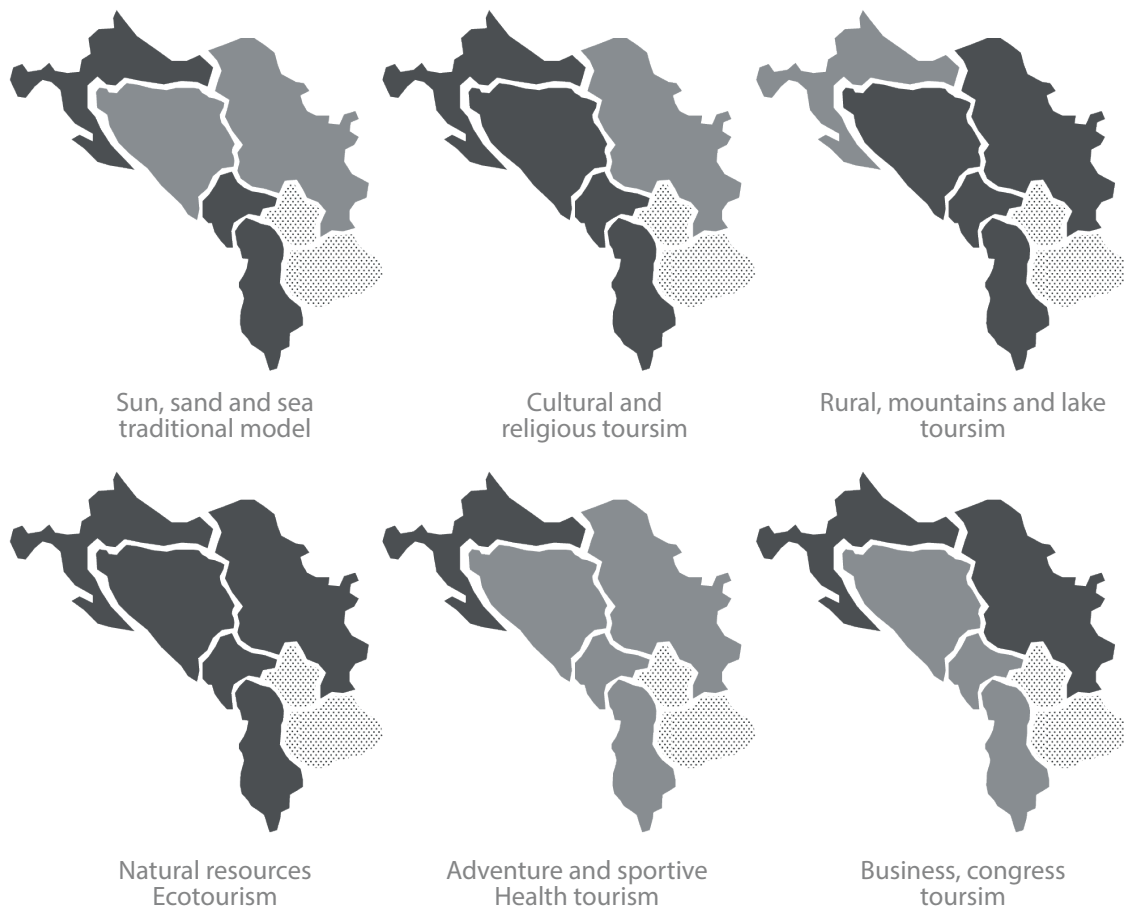 Sun, sand and sea
traditional model
Cultural and
religious toursim
Rural, mountains and lake
toursim
Natural resources
Ecotourism
Adventure and sportive
Health tourism
Business, congress
toursim